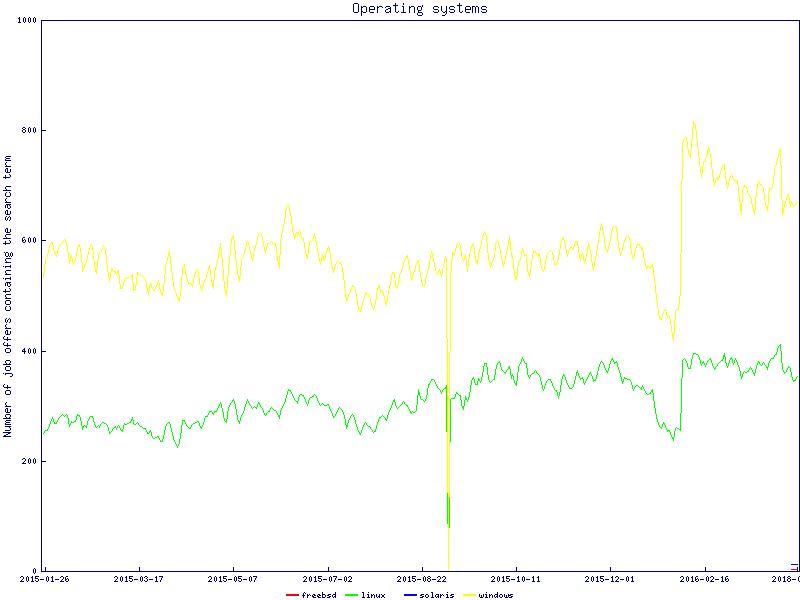 Operating systems
Number of job offers containing the search term
1000
800
600
400
200
0
2015-01-26 2015-03-17 2015-05-07 2015-07-02 2015-08-22 2015-10-11 2015-12-01 2016-02-16 2018-0
freebsd linux solaris windows